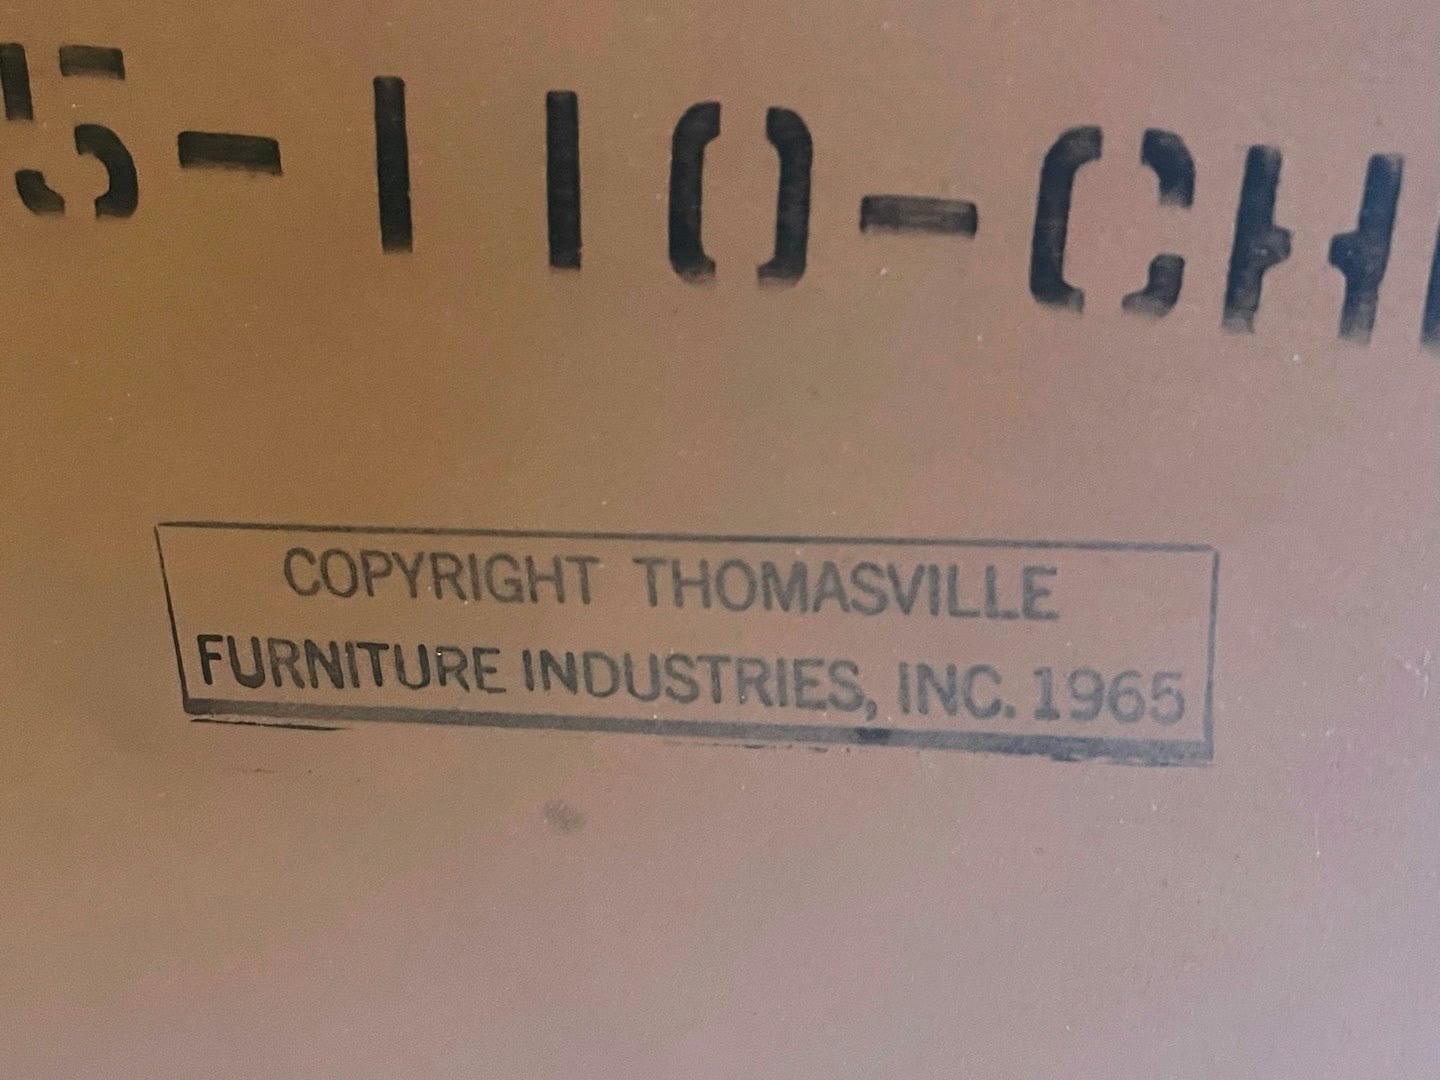 5-110-CH
COPYRIGHT THOMASVILLE
FURNITURE INDUSTRIES, INC. 1965